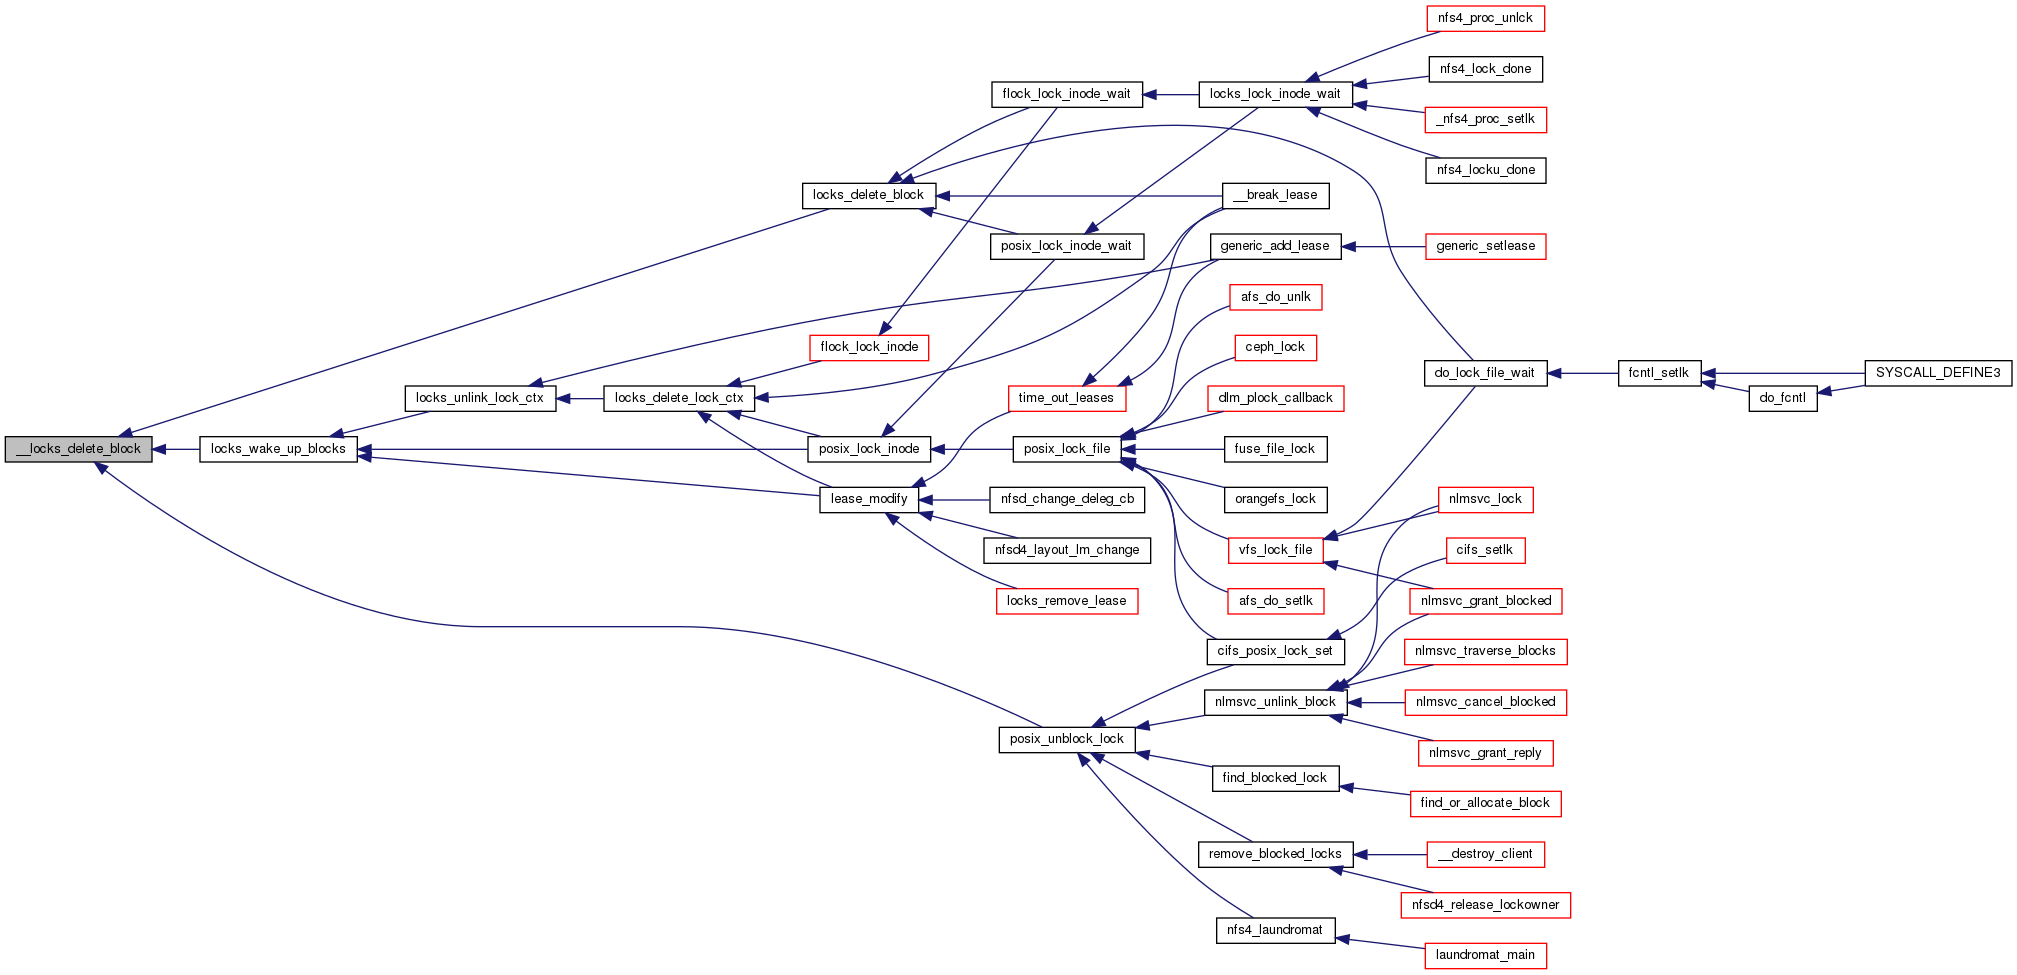 nfs4_proc_unlck
nfs4_lock_done
flock_lock_inode_wait
locks_lock_inode_wait
_nfs4_proc_setlk
nfs4_locku_done
locks_delete_block
__break_lease
posix_lock_inode_wait
generic_add_lease
generic_setlease
afs_do_unlk
flock_lock_inode
ceph_lock
do_lock_file_wait
fcntl_setlk
SYSCALL_DEFINE3
locks_unlink_lock_ctx
locks_delete_lock_ctx
time_out_leases
dlm_plock_callback
do_fcntl
__locks_delete_block
locks_wake_up_blocks
posix_lock_inode
posix_lock_file
fuse_file_lock
lease_modify
nfsd_change_deleg_cb
orangefs_lock
nlmsvc_lock
nfsd4_layout_lm_change
vfs_lock_file
cifs_setlk
locks_remove_lease
afs_do_setlk
nlmsvc_grant_blocked
cifs_posix_lock_set
nlmsvc_traverse_blocks
nlmsvc_unlink_block
nlmsvc_cancel_blocked
posix_unblock_lock
nlmsvc_grant_reply
find_blocked_lock
find_or_allocate_block
remove_blocked_locks
__destroy_client
nfsd4_release_lockowner
nfs4_laundromat
laundromat_main